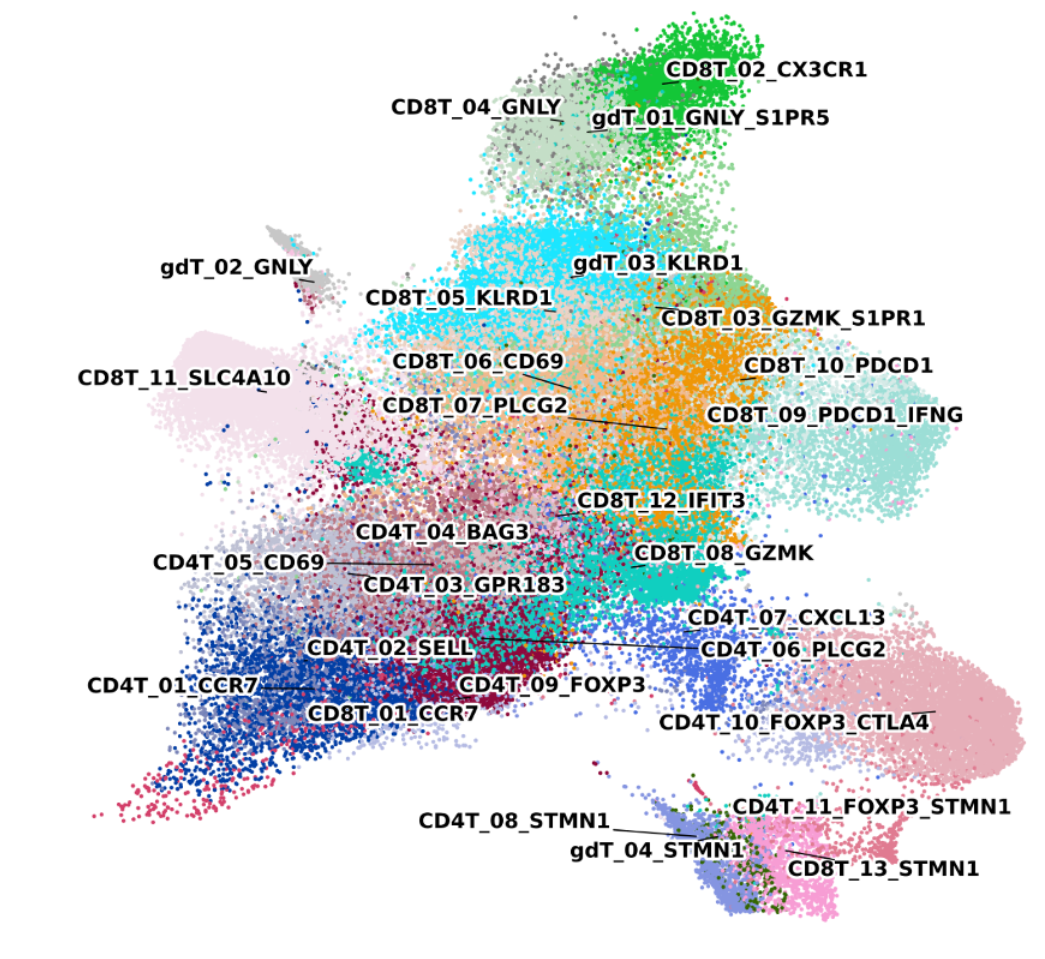 CD8T_02_CX3CR1
CD8T_04_GNLY
gdT_01_GNLY_S1PR5
gdT_03_KLRD1
gdT_02_GNLY
CD8T_05_KLRD1
CD8T_03_GZMK_S1PR1
CD8T_06_CD69
CD8T_10_PDCD1
CD8T_11_SLC4A10
CD8T_07_PLCG2
CD8T_09_PDCD1_IFNG
CD8T_12_IFIT3
CD4T_04_BAG3
CD8T_08_GZMK
CD4T_05_CD69
CD4T_03_GPR183
CD4T_07_CXCL13
CD4T_02_SELL
CD4T_06_PLCG2
CD4T_01_CCR7
CD4T_09_FOXP3
CD8T_01_CCR7
CD4T_10_FOXP3_CTLA4
CD4T_11_FOXP3_STMN1
CD4T_08_STMN1
gdT_04_STMN1
CD8T_13_STMN1